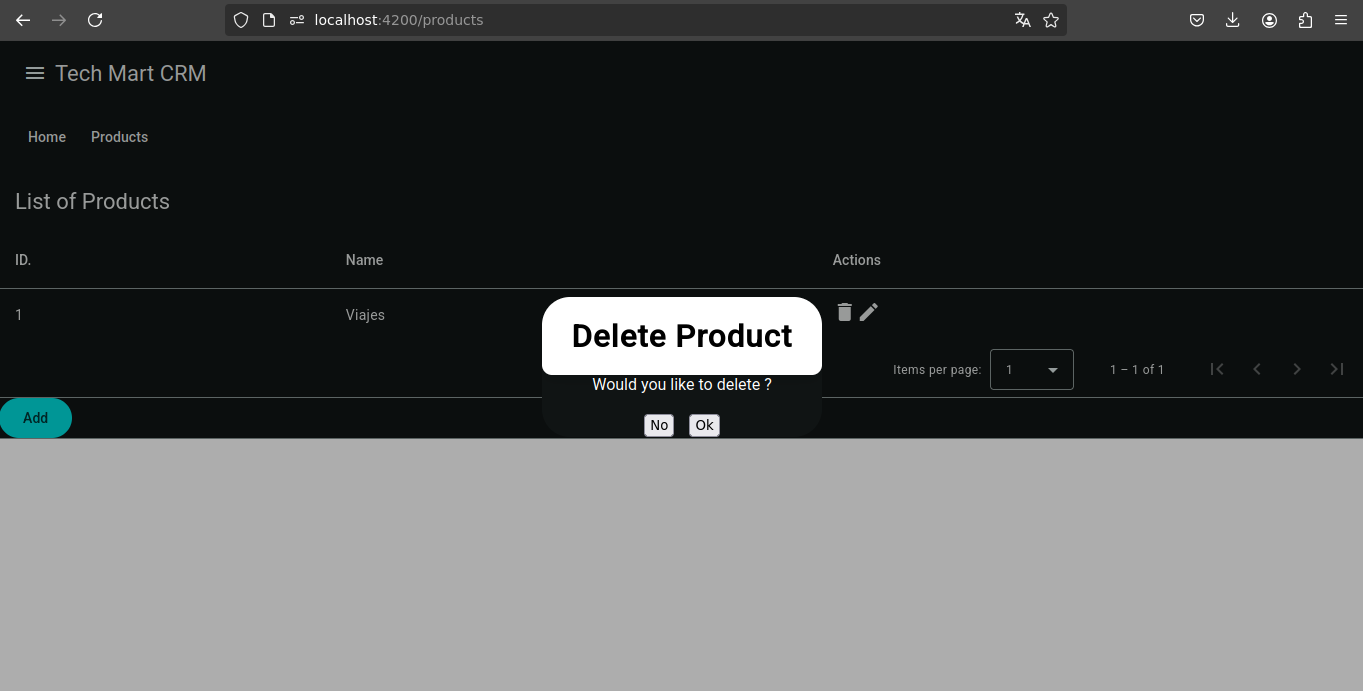 localhost:4200/products
Tech Mart CRM
Home Products
List of Products
ID. Name Actions
1 Viajes
Delete Product
Items per page: 1 1 – 1 of 1
Would you like to delete ?
Add
No Ok